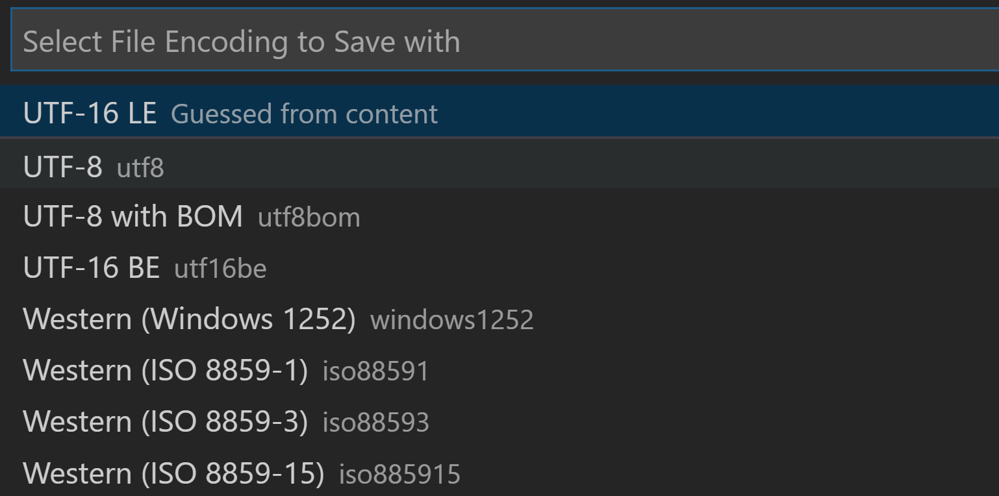 Select File Encoding to Save with
UTF-16 LE Guessed from content
UTF-8 utf8
UTF-8 with BOM utf8bom
UTF-16 BE utf16be
Western (Windows 1252) windows1252
Western (ISO 8859-1) iso88591
Western (ISO 8859-3) iso88593
Western (ISO 8859-15) iso885915